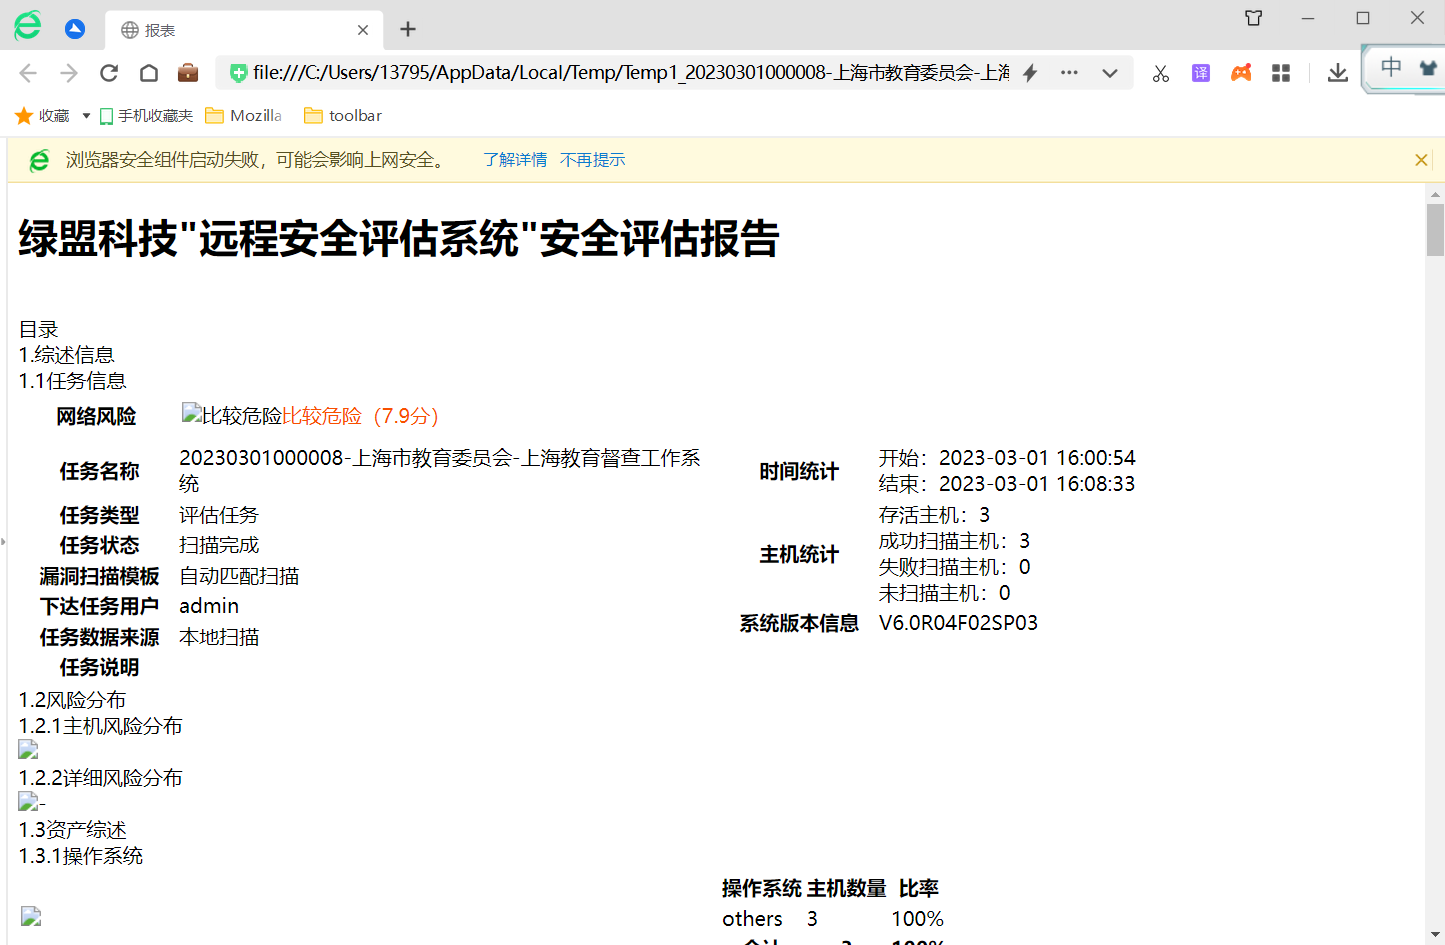 报表
file:///C:/Users/13795/AppData/Local/Temp/Temp1_20230301000008-上海市教育委员会-上海
译
中
收藏 手机收藏夹 Mozilla toolbar
浏览器安全组件启动失败，可能会影响上网安全。 了解详情 不再提示
绿盟科技"远程安全评估系统"安全评估报告
目录
1.综述信息
1.1任务信息
网络风险 比较危险比较危险（7.9分）
任务名称 20230301000008-上海市教育委员会-上海教育督查工作系
统
时间统计 开始：2023-03-01 16:00:54
结束：2023-03-01 16:08:33
任务类型 评估任务
任务状态 扫描完成
漏洞扫描模板 自动匹配扫描
下达任务用户 admin
任务数据来源 本地扫描
任务说明
主机统计 存活主机：3
成功扫描主机：3
失败扫描主机：0
未扫描主机：0
系统版本信息 V6.0R04F02SP03
1.2风险分布
1.2.1主机风险分布
1.2.2详细风险分布
-
1.3资产综述
1.3.1操作系统
操作系统 主机数量 比率
others 3 100%
合计 3 100%